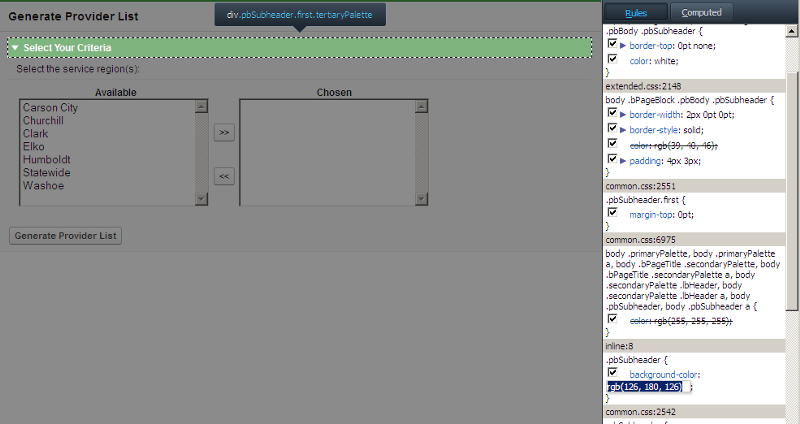 Generate Provider List
div.pbSubheader.first.tertiaryPalette
Select Your Criteria
Select the service region(s):
Available
Chosen
Carson City
Churchill
Clark
Elko
Humboldt
Statewide
Washoe
>>
<<
Generate Provider List
Rules
Computed
.pbBody .pbSubheader {
border-top: 0pt none;
color: white;
}
extended.css:2148
body .bPageBlock .pbBody .pbSubheader {
border-width: 2px 0pt 0pt;
border-style: solid;
color: rgb(39, 40, 46);
padding: 4px 3px;
}
common.css:2551
.pbSubheader.first {
margin-top: 0pt;
}
common.css:6975
body .primaryPalette, body .primaryPalette
a, body .bPageTitle .secondaryPalette, body
.bPageTitle .secondaryPalette a, body
.secondaryPalette .lbHeader, body
.secondaryPalette .lbHeader a, body
.pbSubheader, body .pbSubheader a {
color: rgb(255, 255, 255);
}
inline:8
.pbSubheader {
background-color:
rgb(126, 180, 126) ;
}
common.css:2542